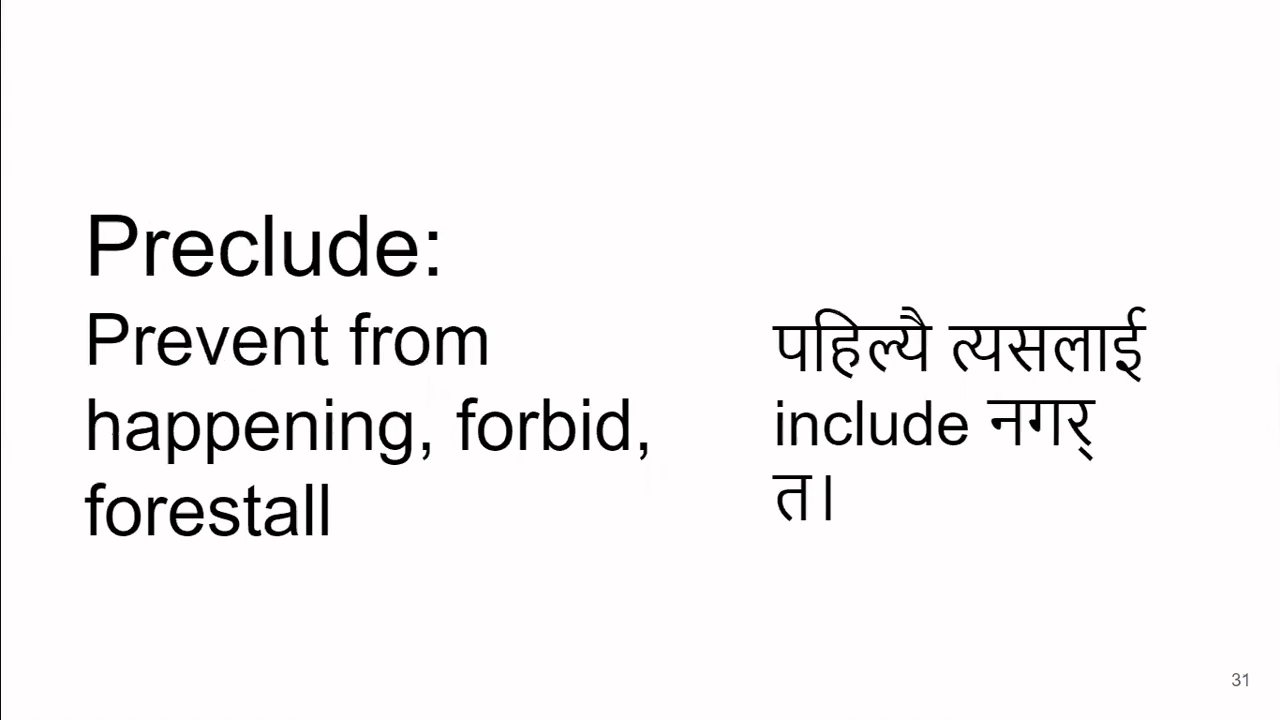 Preclude:
Prevent from
happening, forbid,
forestall
पहिल्यै त्यसलाई
include नगर्
त।
31